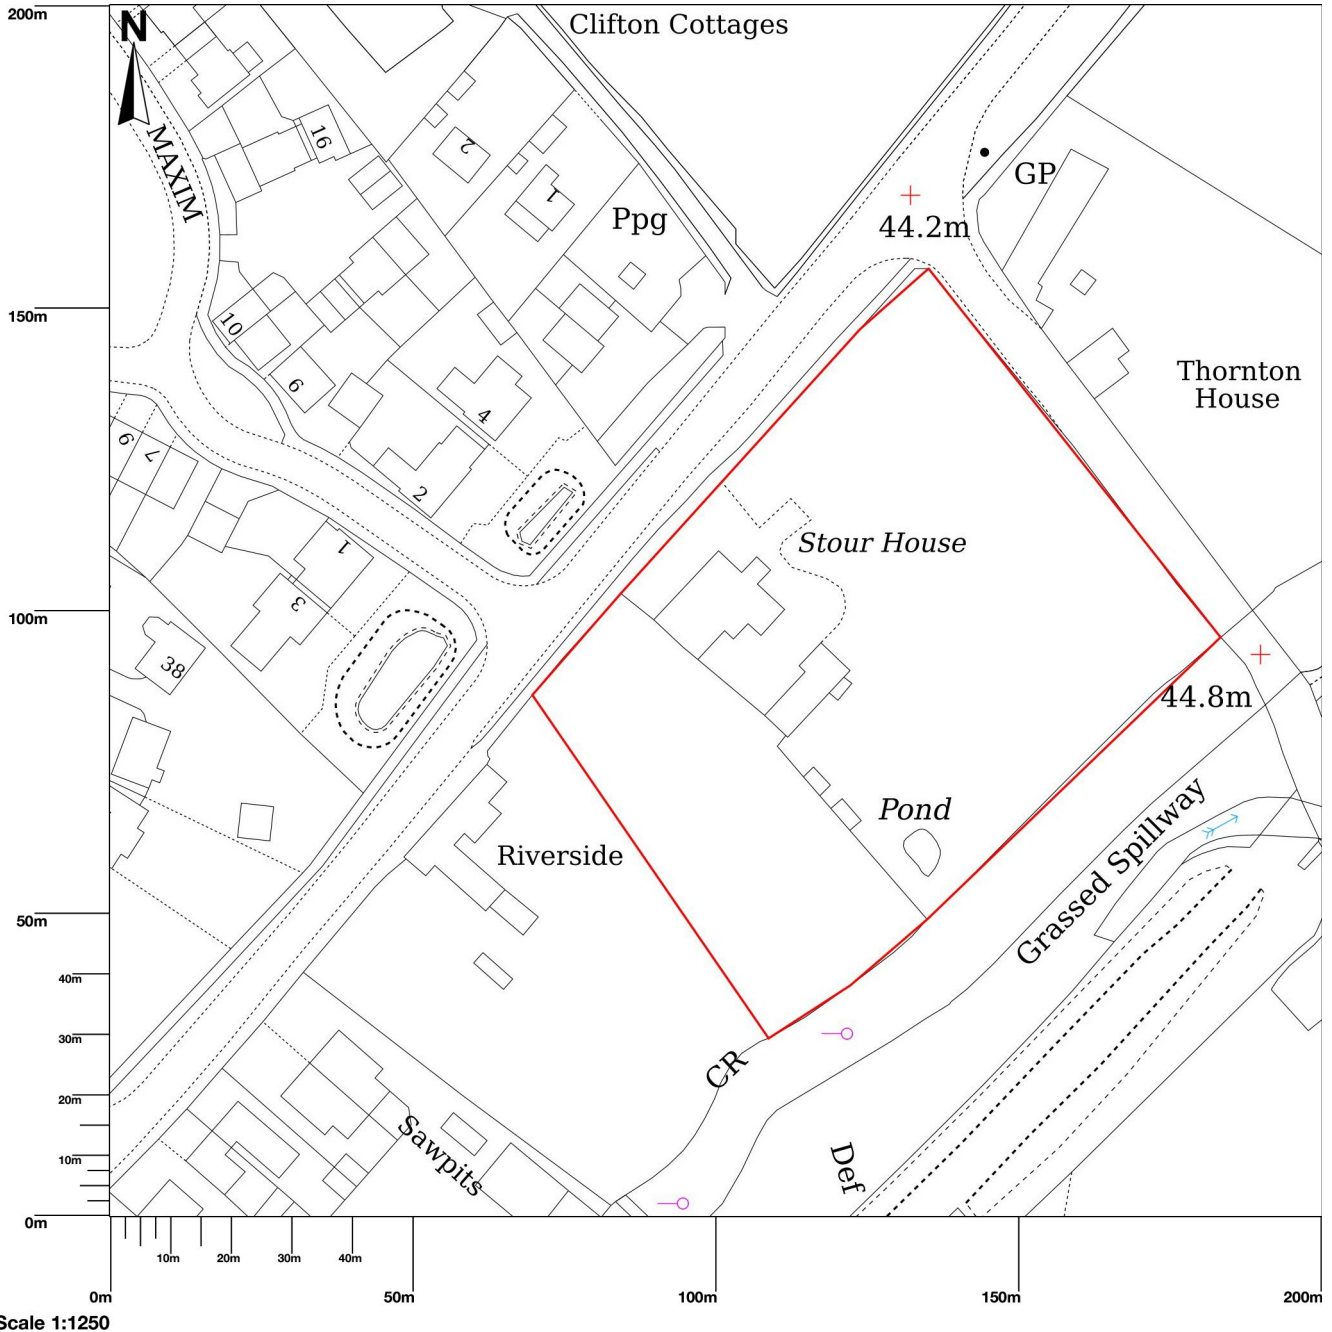 200m
N
Clifton Cottages
MAXIM
16
2
1
Ppg
GP
44.2m
150m
10
6
4
2
Thornton
House
9
7
1
3
38
Stour House
100m
44.8m
Pond
Riverside
Grassed Spillway
50m
40m
30m
20m
10m
0m
CR
Sawpits
Def
10m
20m
30m
40m
0m
50m
100m
150m
200m
Scale 1:1250